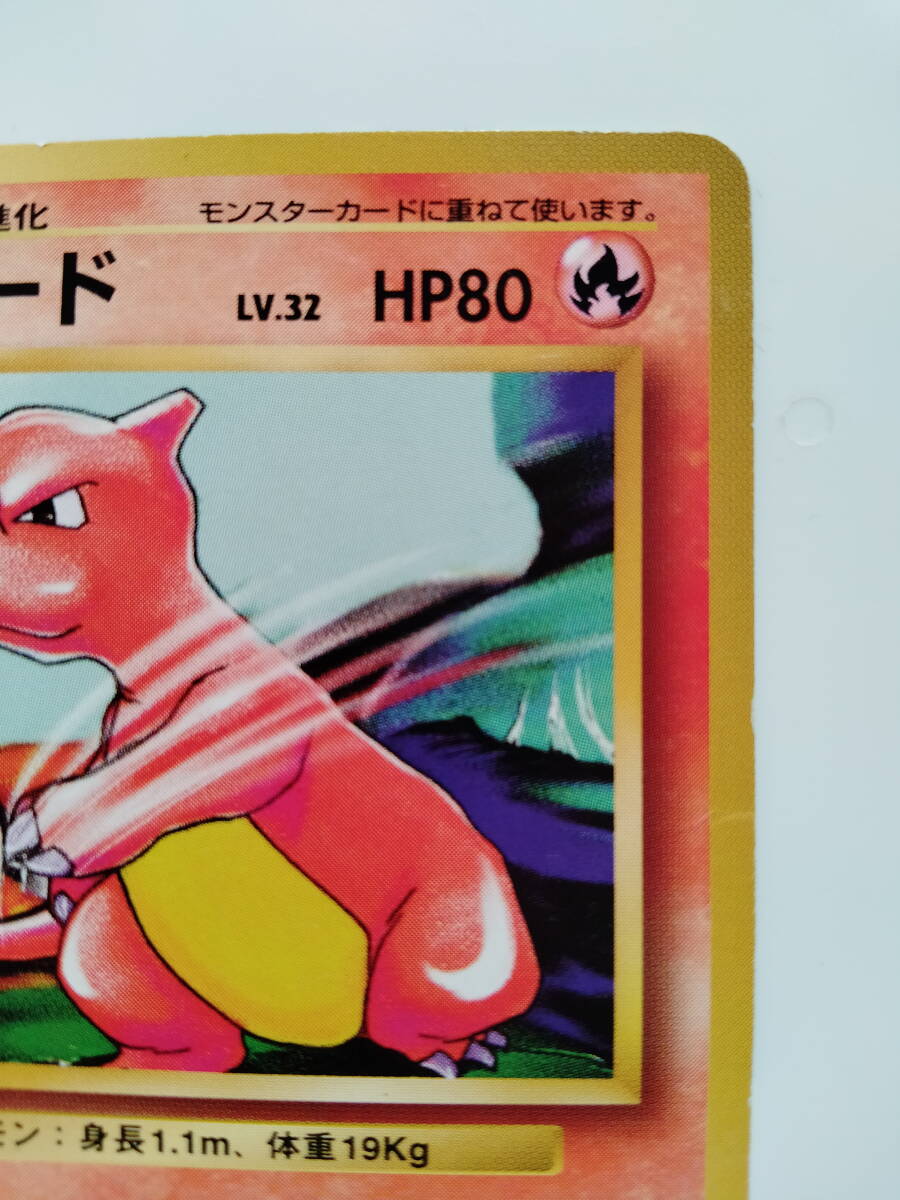 進化 モンスターカードに重ねて使います。
ード LV.32 HP80
モン：身長1.1m、体重19Kg